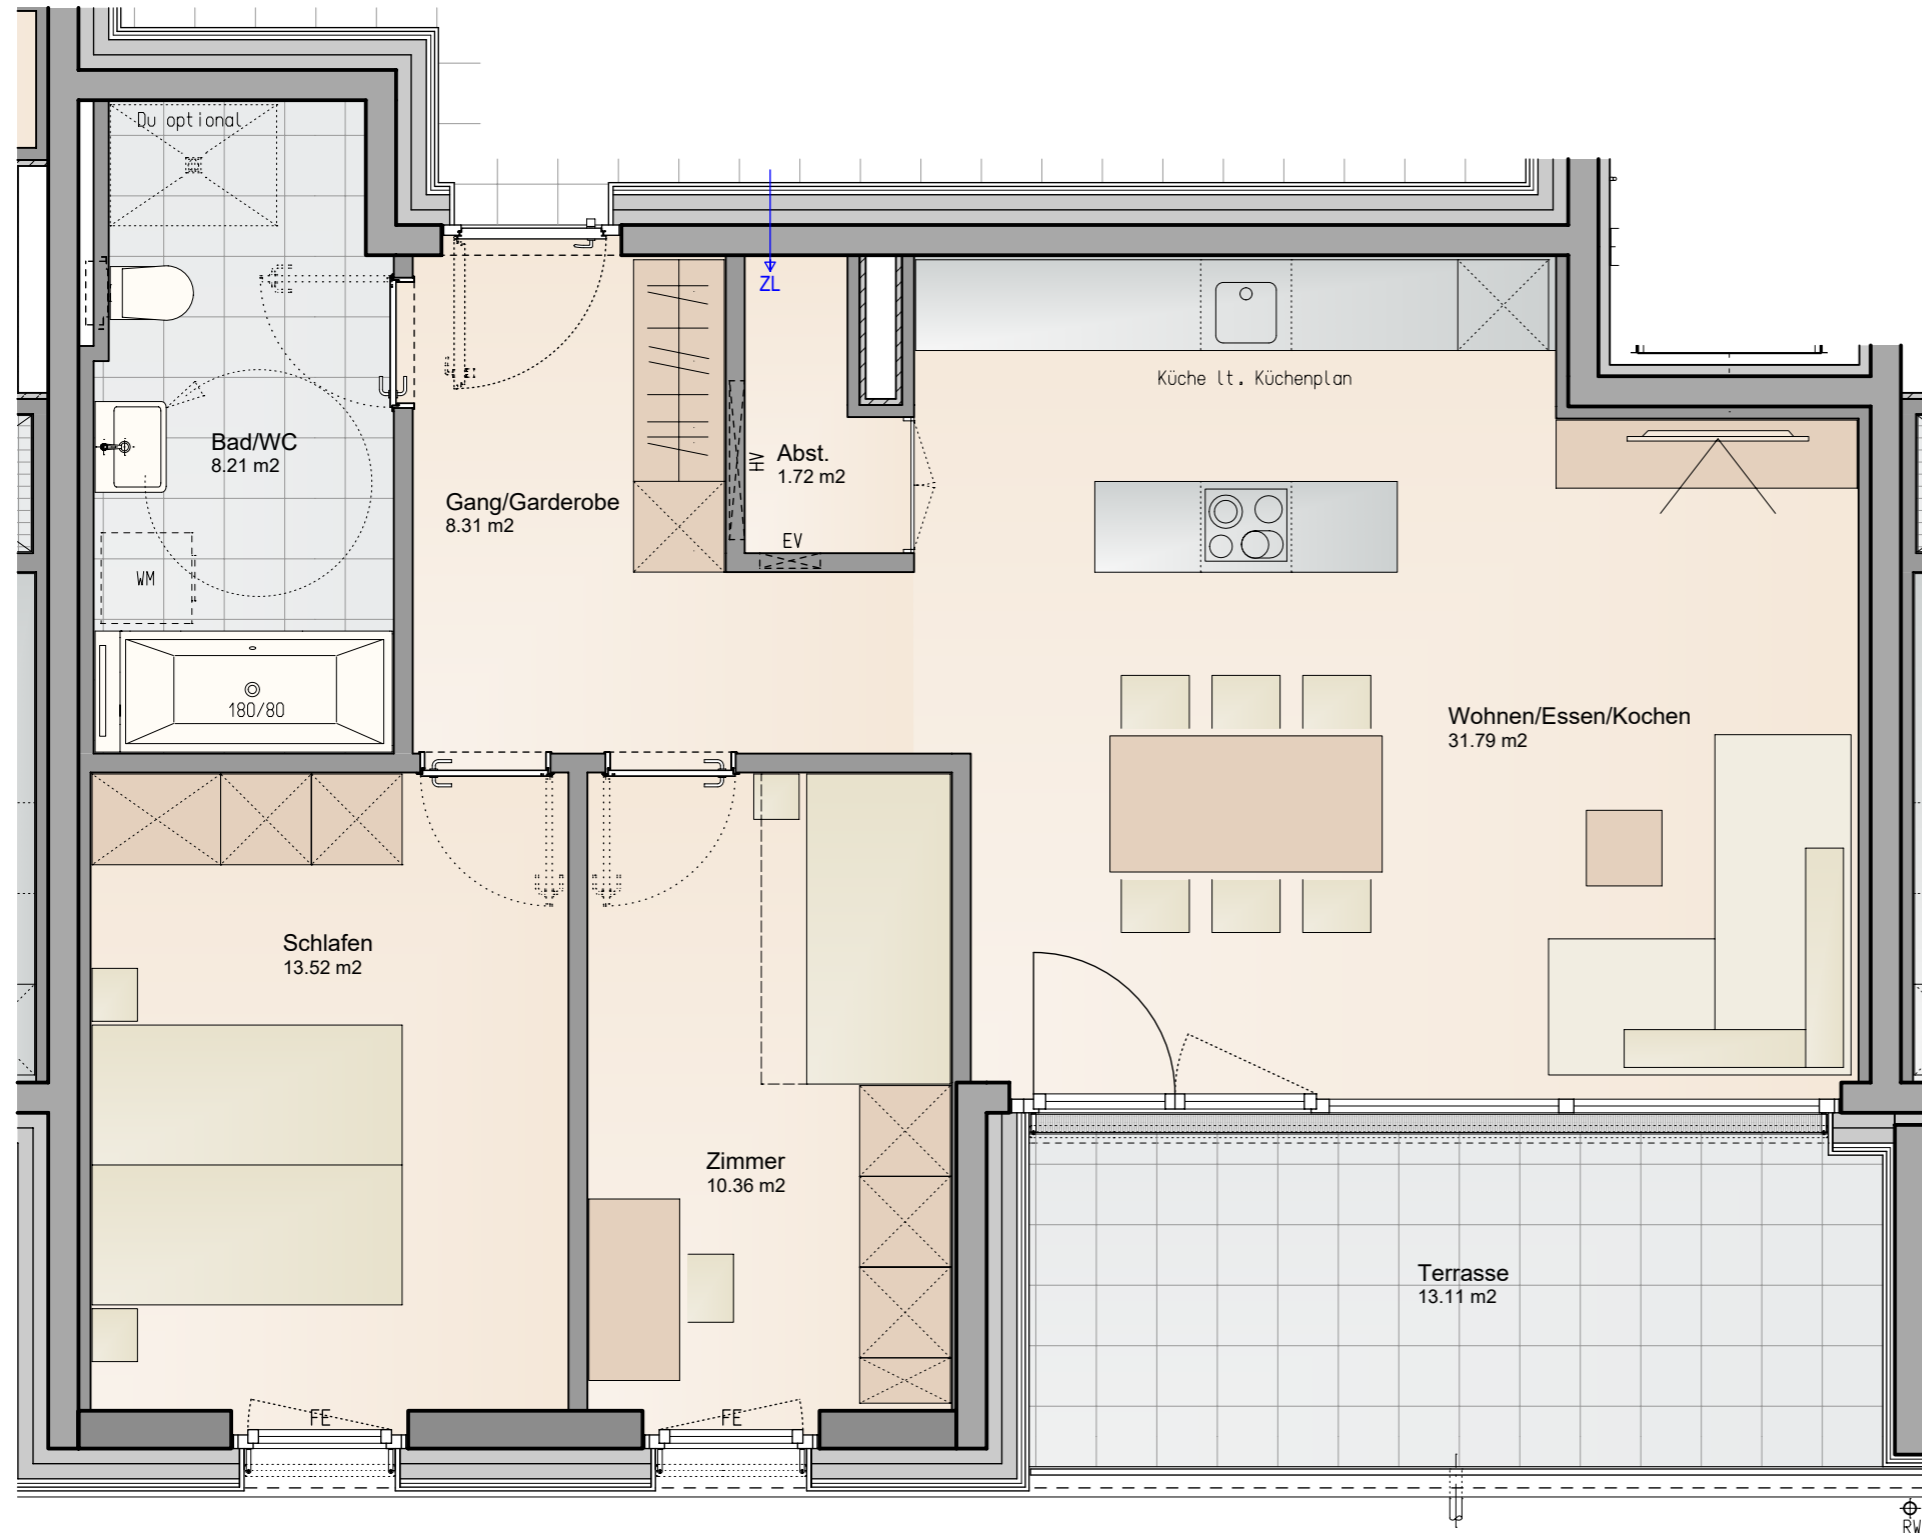 Du optional
ZL
Küche lt. Küchenplan
Bad/WC
8.21 m2
HV
Abst.
1.72 m2
Gang/Garderobe
8.31 m2
EV
WM
180/80
Wohnen/Essen/Kochen
31.79 m2
Schlafen
13.52 m2
Zimmer
10.36 m2
Terrasse
13.11 m2
FE
FE
RW